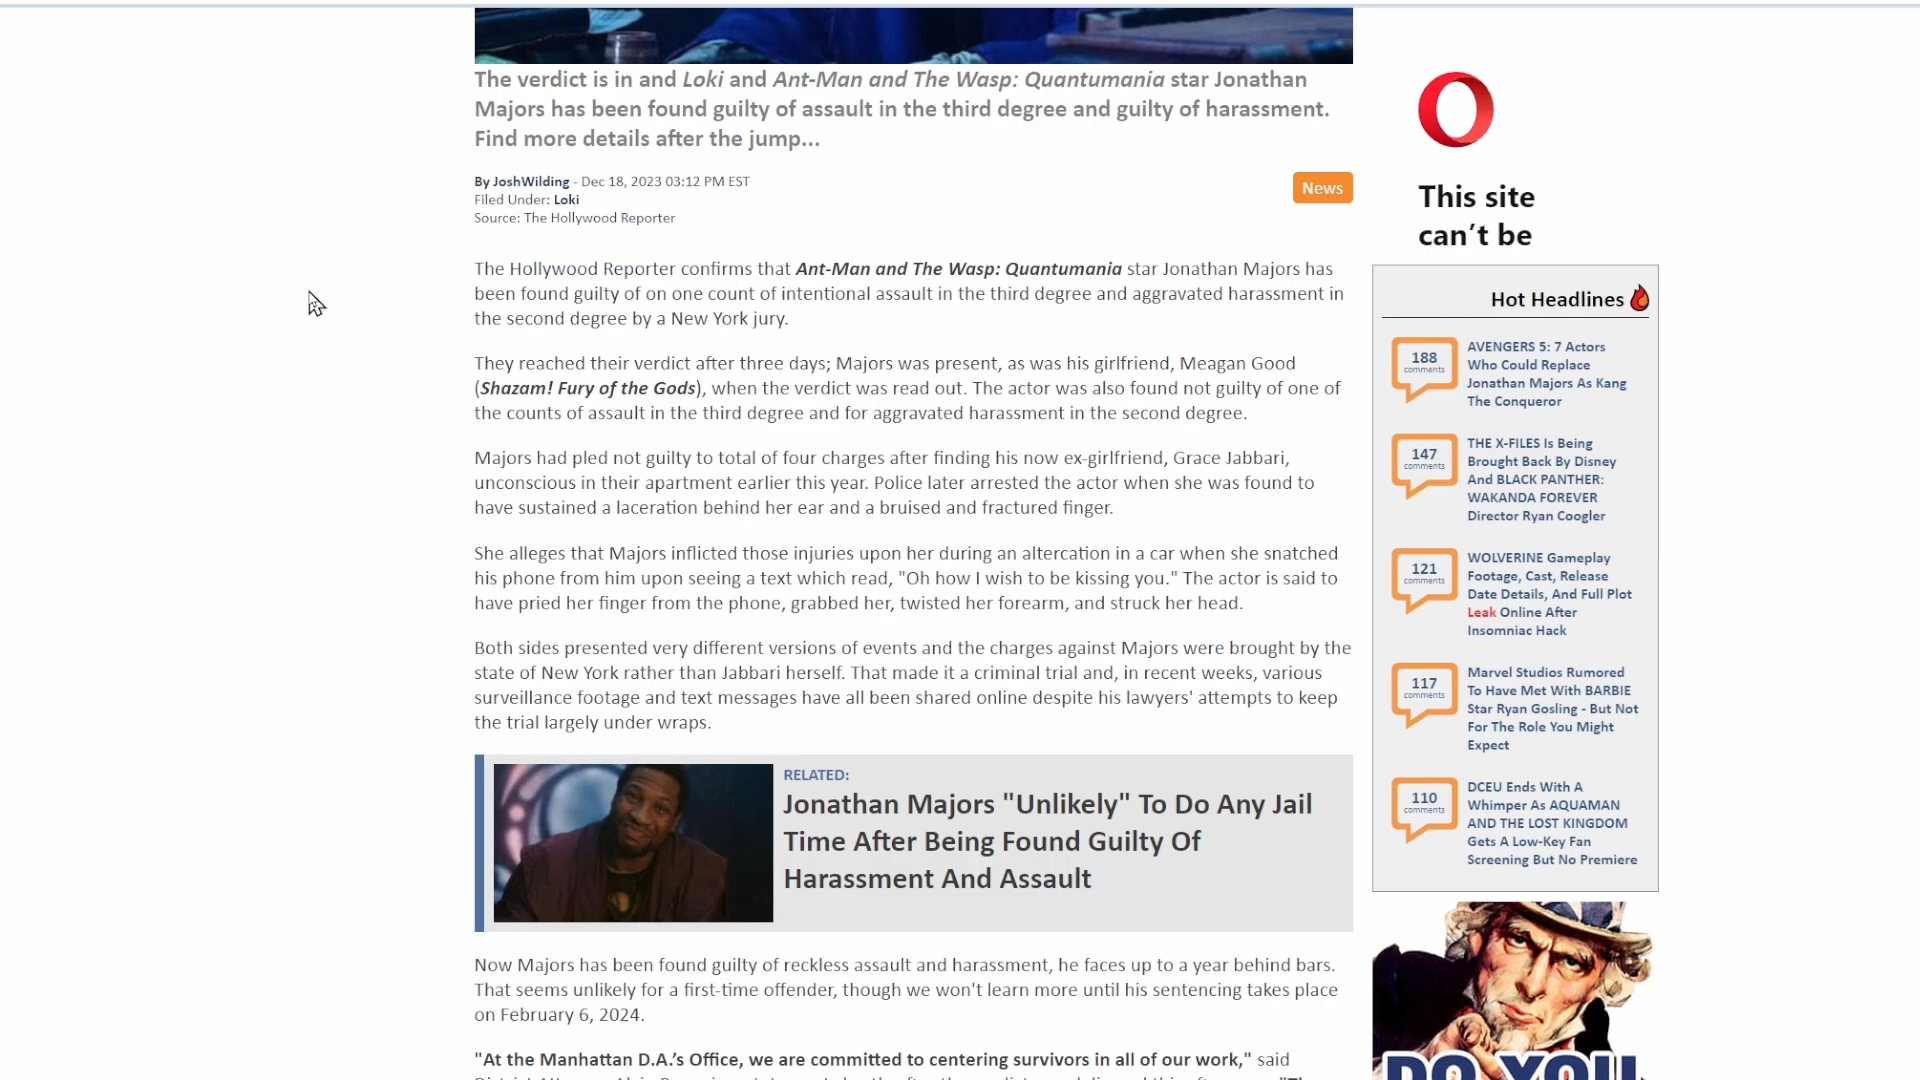 The verdict is in and Loki and Ant-Man and The Wasp: Quantumania star Jonathan
Majors has been found guilty of assault in the third degree and guilty of harassment.
Find more details after the jump...
By JoshWilding - Dec 18, 2023 03:12 PM EST
Filed Under: Loki
Source: The Hollywood Reporter
News
The Hollywood Reporter confirms that Ant-Man and The Wasp: Quantumania star Jonathan Majors has
been found guilty of on one count of intentional assault in the third degree and aggravated harassment in
the second degree by a New York jury.
They reached their verdict after three days; Majors was present, as was his girlfriend, Meagan Good
(Shazam! Fury of the Gods), when the verdict was read out. The actor was also found not guilty of one of
the counts of assault in the third degree and for aggravated harassment in the second degree.
Majors had pled not guilty to total of four charges after finding his now ex-girlfriend, Grace Jabbari,
unconscious in their apartment earlier this year. Police later arrested the actor when she was found to
have sustained a laceration behind her ear and a bruised and fractured finger.
She alleges that Majors inflicted those injuries upon her during an altercation in a car when she snatched
his phone from him upon seeing a text which read, "Oh how I wish to be kissing you." The actor is said to
have pried her finger from the phone, grabbed her, twisted her forearm, and struck her head.
Both sides presented very different versions of events and the charges against Majors were brought by the
state of New York rather than Jabbari herself. That made it a criminal trial and, in recent weeks, various
surveillance footage and text messages have all been shared online despite his lawyers' attempts to keep
the trial largely under wraps.
RELATED:
Jonathan Majors "Unlikely" To Do Any Jail
Time After Being Found Guilty Of
Harassment And Assault
Now Majors has been found guilty of reckless assault and harassment, he faces up to a year behind bars.
That seems unlikely for a first-time offender, though we won't learn more until his sentencing takes place
on February 6, 2024.
"At the Manhattan D.A.’s Office, we are committed to centering survivors in all of our work," said
This site
can’t be
Hot Headlines
188
comments
AVENGERS 5: 7 Actors
Who Could Replace
Jonathan Majors As Kang
The Conqueror
147
comments
THE X-FILES Is Being
Brought Back By Disney
And BLACK PANTHER:
WAKANDA FOREVER
Director Ryan Coogler
121
comments
WOLVERINE Gameplay
Footage, Cast, Release
Date Details, And Full Plot
Leak Online After
Insomniac Hack
117
comments
Marvel Studios Rumored
To Have Met With BARBIE
Star Ryan Gosling - But Not
For The Role You Might
Expect
110
comments
DCEU Ends With A
Whimper As AQUAMAN
AND THE LOST KINGDOM
Gets A Low-Key Fan
Screening But No Premiere
DO YOU